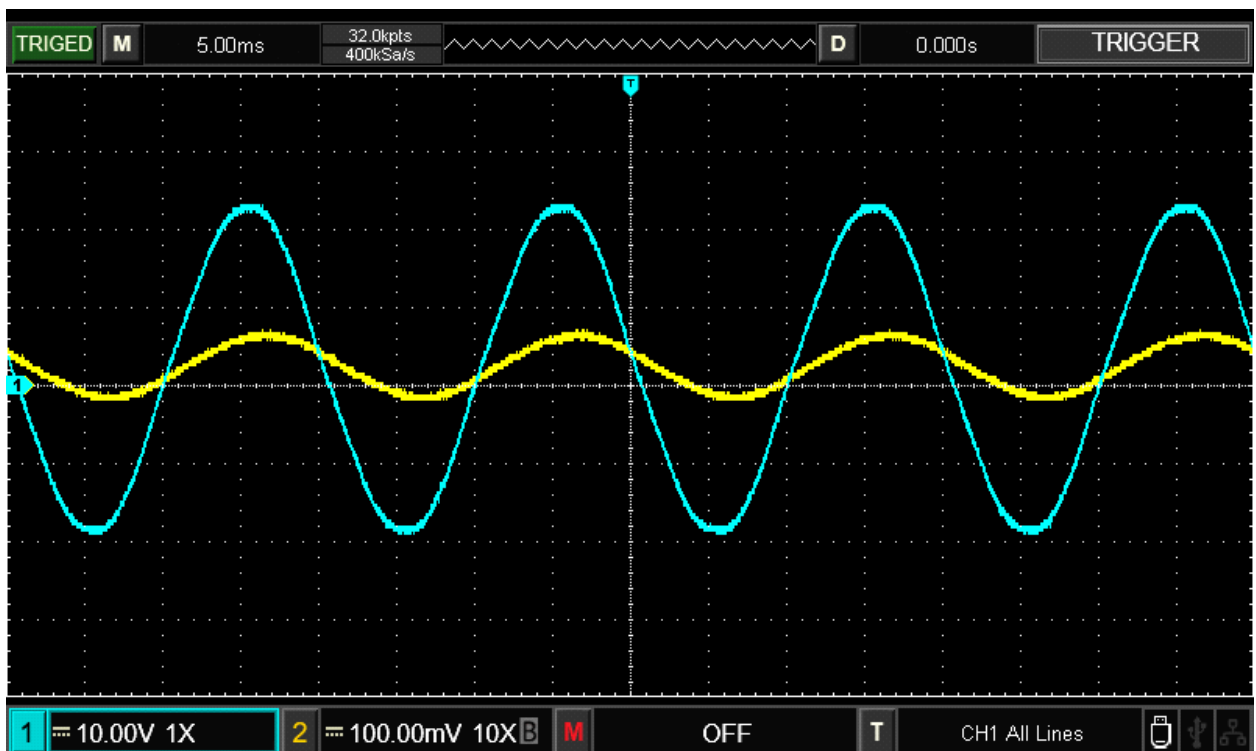 TRIGED M 5.00ms 32.0kpts 400kSa/s D 0.000s TRIGGER
T
1
1 10.00V 1X 2 100.00mV 10X B M OFF T CH1 All Lines